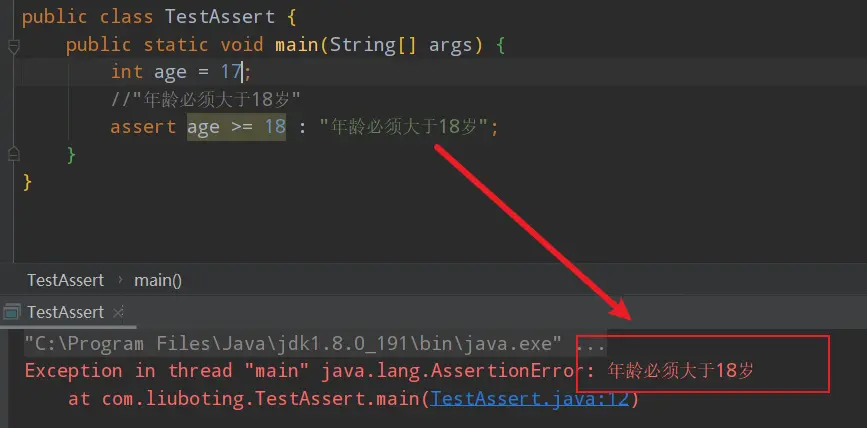 public class TestAssert {
public static void main(String[] args) {
int age = 17;
//"年龄必须大于18岁"
assert age >= 18 : "年龄必须大于18岁";
}
}
TestAssert › main()
TestAssert ×
"C:\Program Files\Java\jdk1.8.0_191\bin\java.exe" ...
Exception in thread "main" java.lang.AssertionError: 年龄必须大于18岁
at com.liuboting.TestAssert.main(TestAssert.java:12)